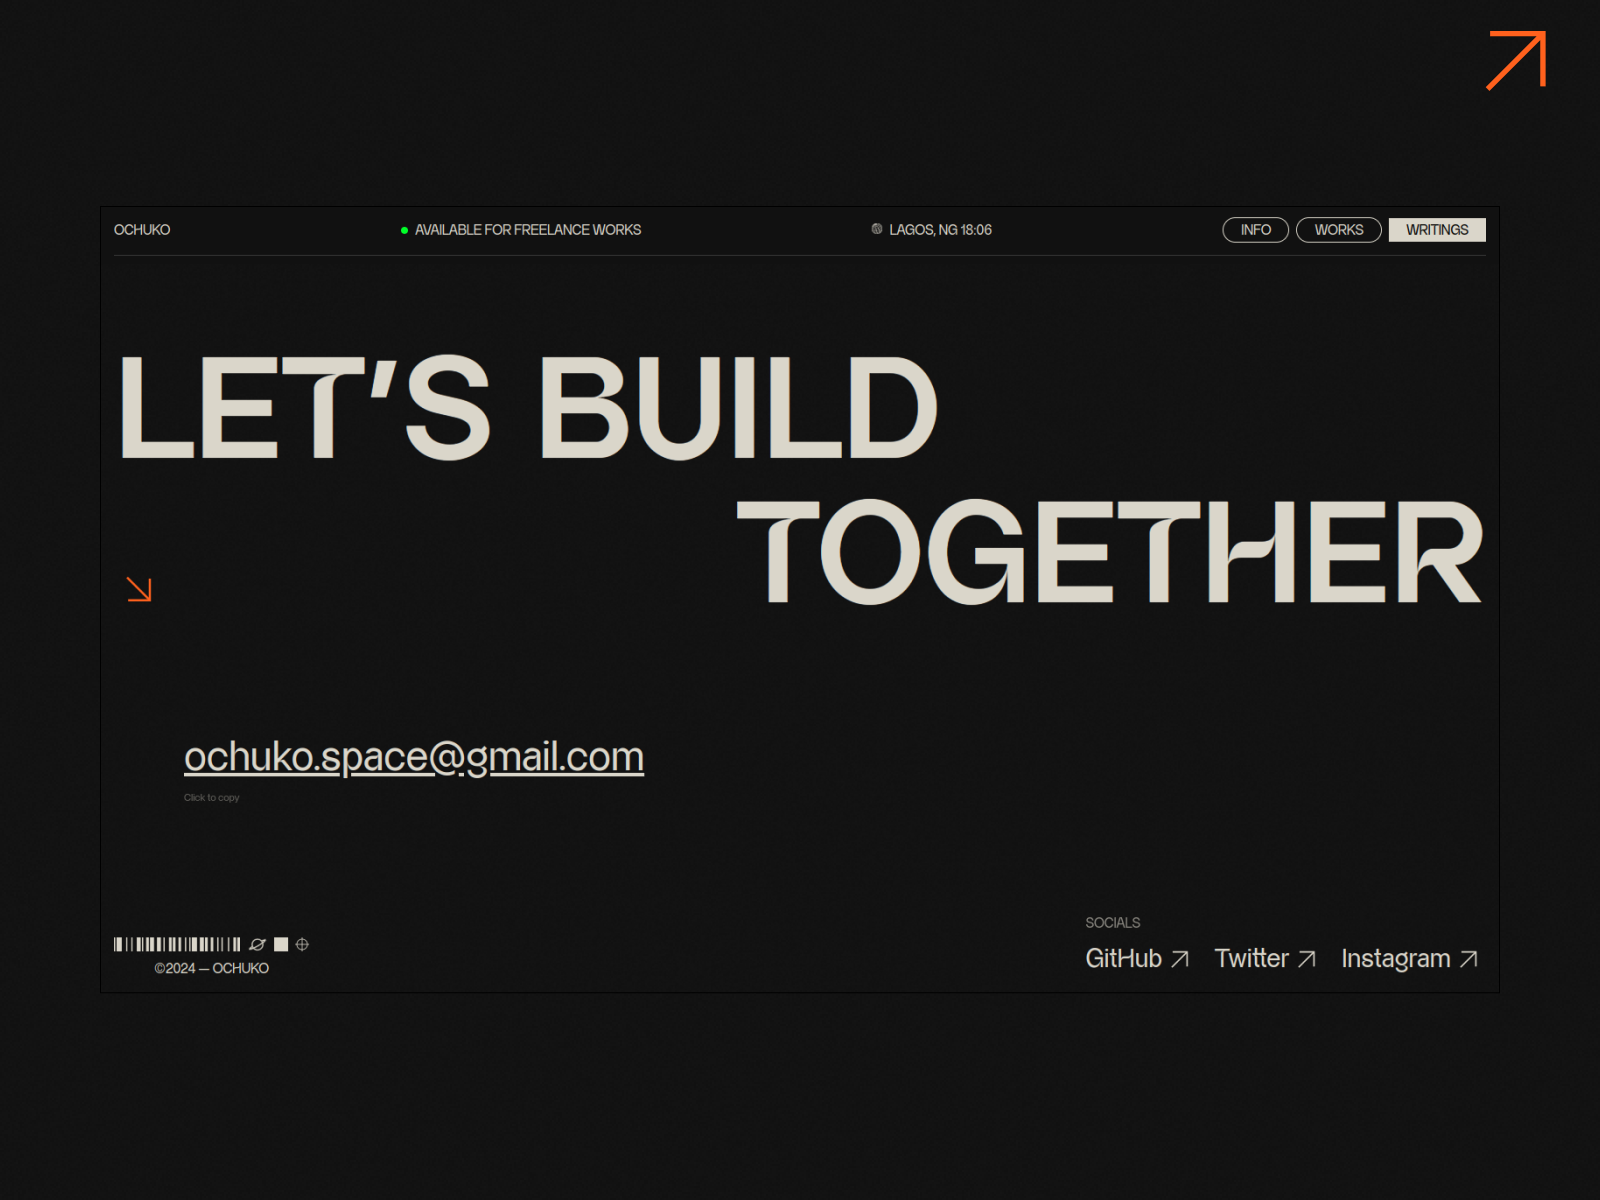 OCHUKO
AVAILABLE FOR FREELANCE WORKS
LAGOS, NG 18:06
INFO
WORKS
WRITINGS
LET’S BUILD
TOGETHER
ochuko.space@gmail.com
Click to copy
SOCIALS
GitHub
Twitter
Instagram
©2024 — OCHUKO